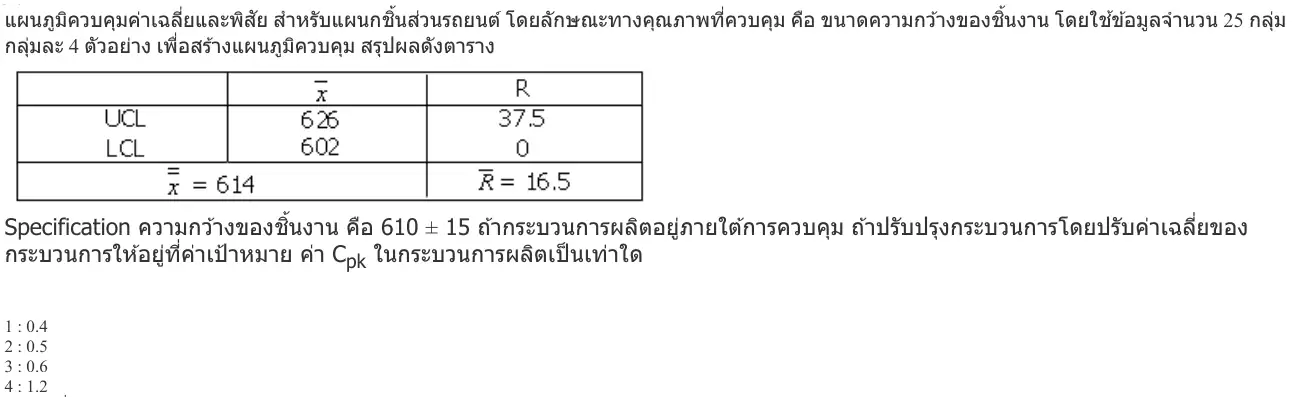 แผนภูมิควบคุมค่าเฉลี่ยและพิสัย สำหรับแผนกชิ้นส่วนรถยนต์ โดยลักษณะทางคุณภาพที่ควบคุม คือ ขนาดความกว้างของชิ้นงาน โดยใช้ข้อมูลจำนวน 25 กลุ่ม
กลุ่มละ 4 ตัวอย่าง เพื่อสร้างแผนภูมิควบคุม สรุปผลดังตาราง
x̄ R
UCL 626 37.5
LCL 602 0
x̿ = 614 R̄ = 16.5
Specification ความกว้างของชิ้นงาน คือ 610 ± 15 ถ้ากระบวนการผลิตอยู่ภายใต้การควบคุม ถ้าปรับปรุงกระบวนการโดยปรับค่าเฉลี่ยของ
กระบวนการให้อยู่ที่ค่าเป้าหมาย ค่า Cpk ในกระบวนการผลิตเป็นเท่าใด
1 : 0.4
2 : 0.5
3 : 0.6
4 : 1.2